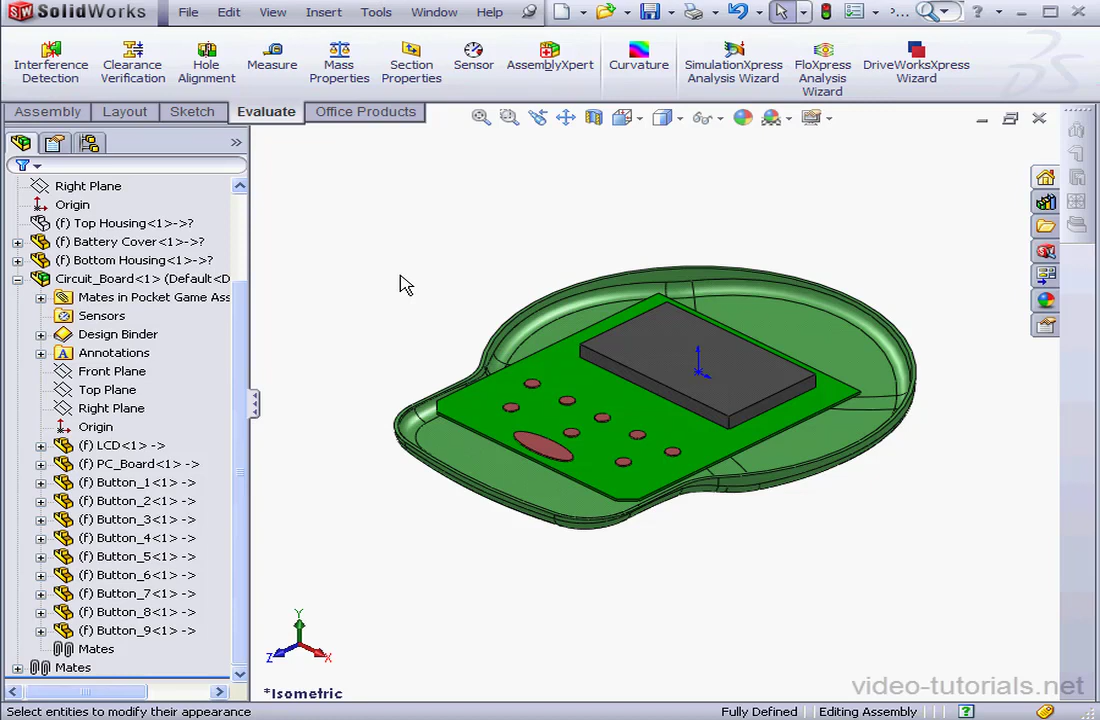 SolidWorks File Edit View Insert Tools Window Help
Interference Detection
Clearance Verification
Hole Alignment
Measure
Mass Properties
Section Properties
Sensor
AssemblyXpert
Curvature
SimulationXpress Analysis Wizard
FloXpress Analysis Wizard
DriveWorksXpress Wizard
Assembly Layout Sketch Evaluate Office Products
Right Plane
Origin
(f) Top Housing<1>->?
(f) Battery Cover<1>->?
(f) Bottom Housing<1>->?
Circuit_Board<1> (Default<D
Mates in Pocket Game Ass
Sensors
Design Binder
Annotations
Front Plane
Top Plane
Right Plane
Origin
(f) LCD<1> ->
(f) PC_Board<1> ->
(f) Button_1<1> ->
(f) Button_2<1> ->
(f) Button_3<1> ->
(f) Button_4<1> ->
(f) Button_5<1> ->
(f) Button_6<1> ->
(f) Button_7<1> ->
(f) Button_8<1> ->
(f) Button_9<1> ->
Mates
Mates
Y
Z
X
*Isometric
video-tutorials.net
Select entities to modify their appearance Fully Defined Editing Assembly